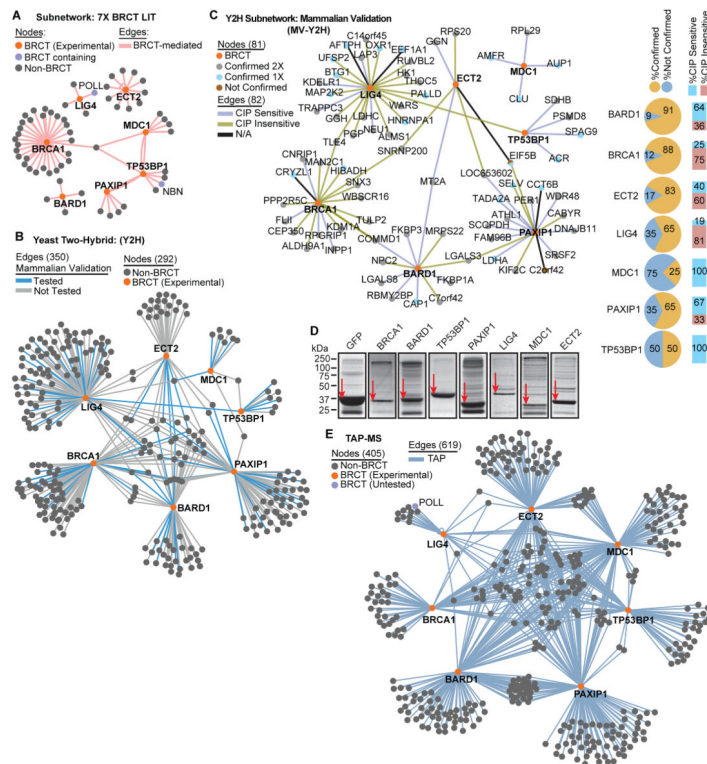 A
Subnetwork: 7X BRCT LIT
Nodes:
BRCT (Experimental)
BRCT containing
Non-BRCT
Edges:
BRCT-mediated
POLL
LIG4
ECT2
MDC1
BRCA1
TP53BP1
PAXIP1
NBN
BARD1
B
Yeast Two-Hybrid: (Y2H)
Edges (350)
Mammalian Validation
Tested
Not Tested
Nodes (292)
Non-BRCT
BRCT (Experimental)
ECT2
MDC1
LIG4
TP53BP1
BRCA1
PAXIP1
BARD1
C
Y2H Subnetwork: Mammalian Validation
(MV-Y2H)
Nodes (81)
BRCT
Confirmed 2X
Confirmed 1X
Not Confirmed
Edges (82)
CIP Sensitive
CIP Insensitive
N/A
C14orf45
AFTPH
OXR1
UFSP2
LAP3
EEF1A1
BTG1
RUVBL2
KDELR1
HK1
THOC5
MAP2K2
LIG4
PALLD
TRAPPC3
WARS
GGH
LDHC
HNRNPA1
PGP
NEU1
TLE4
ALMS1
SNRNP200
RPS20
GGN
ECT2
RPL29
MDC1
AMFR
AUP1
CLU
SDHB
PSMD8
TP53BP1
SPAG9
ACR
EIF5B
CNRIP1
MAN2C1
CRYZL1
HIBADH
SNX3
PPP2R5C
WBSCR16
BRCA1
TULP2
FLII
KDM1A
CEP350
RPGRIP1
COMMD1
ALDH9A1
INPP1
MT2A
FKBP3
MRPS22
NPC2
BARD1
LGALS8
FKBP1A
RBMY2BP
C7orf42
CAP1
LOC653602
SELV
CCT6B
TADA2A
PER1
WDR48
ATHL1
CABYR
SCGPDH
PAXIP1
DNAJB11
FAM96B
LGALS3
SRSF2
LDHA
KIF2C
C2orf42
%Confirmed
%Not Confirmed
%CIP Sensitive
%CIP Insensitive
BARD1
9
91
64
36
BRCA1
12
88
25
75
ECT2
17
83
40
60
LIG4
35
65
19
81
MDC1
75
25
100
PAXIP1
35
65
67
33
TP53BP1
50
50
100
D
GFP
BRCA1
BARD1
TP53BP1
PAXIP1
LIG4
MDC1
ECT2
kDa
250
150
100
75
50
37
25
E
TAP-MS
Nodes (405)
Non-BRCT
BRCT (Experimental)
BRCT (Untested)
Edges (619)
TAP
POLL
ECT2
LIG4
MDC1
BRCA1
TP53BP1
BARD1
PAXIP1